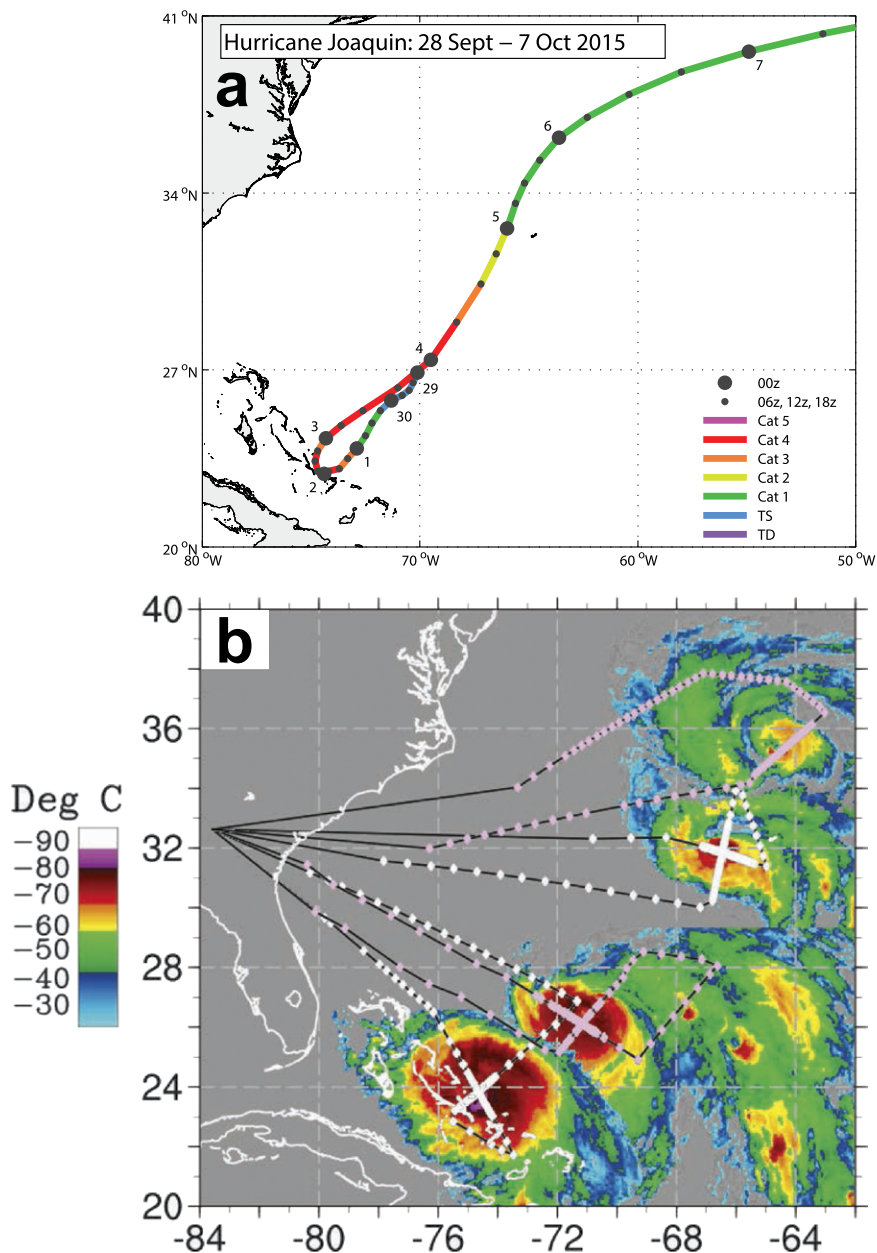 41 °N
Hurricane Joaquin: 28 Sept – 7 Oct 2015
a
7
6
34 °N
5
4
27 °N
29
30
3
1
2
00z
06z, 12z, 18z
Cat 5
Cat 4
Cat 3
Cat 2
Cat 1
TS
TD
20 °N
80 °W
70 °W
60 °W
50 °W
b
40
36
32
28
24
20
Deg C
−90
−80
−70
−60
−50
−40
−30
-84
-80
-76
-72
-68
-64